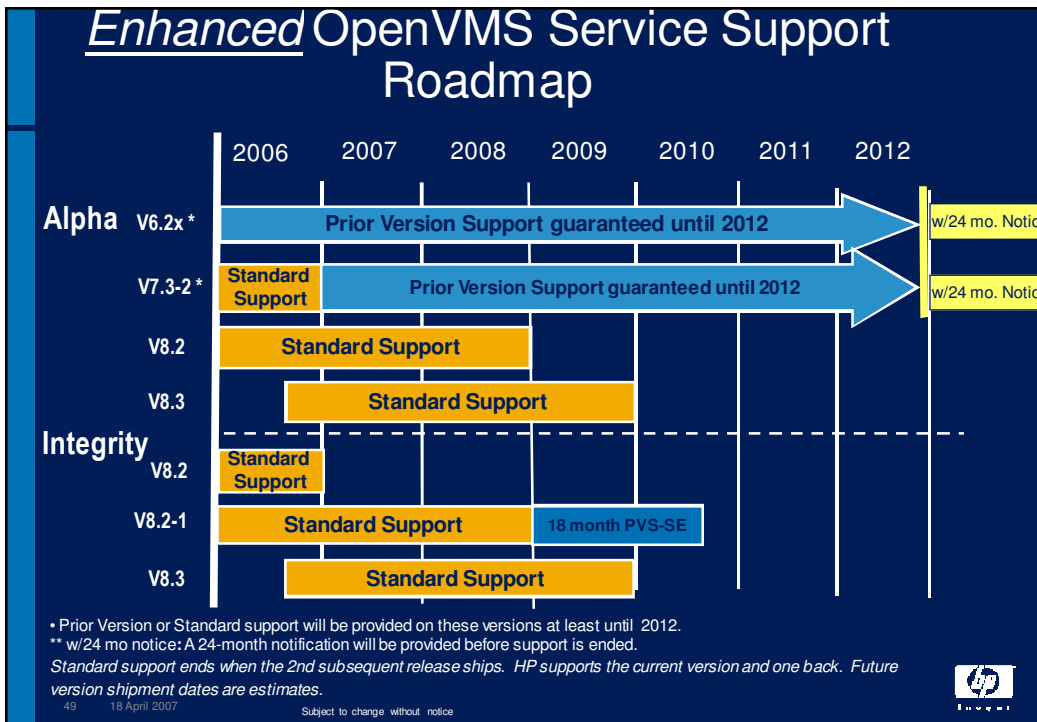 Enhanced OpenVMS Service Support
Roadmap
2006 2007 2008 2009 2010 2011 2012
Alpha
V6.2x *
Prior Version Support guaranteed until 2012
w/24 mo. Notic
V7.3-2 *
Standard
Support
Prior Version Support guaranteed until 2012
w/24 mo. Notic
V8.2
Standard Support
V8.3
Standard Support
Integrity
V8.2
Standard
Support
V8.2-1
Standard Support
18 month PVS-SE
V8.3
Standard Support
• Prior Version or Standard support will be provided on these versions at least until 2012.
** w/24 mo notice: A 24-month notification will be provided before support is ended.
Standard support ends when the 2nd subsequent release ships. HP supports the current version and one back. Future
version shipment dates are estimates.
49 18 April 2007
Subject to change without notice
hp
i n v e n t